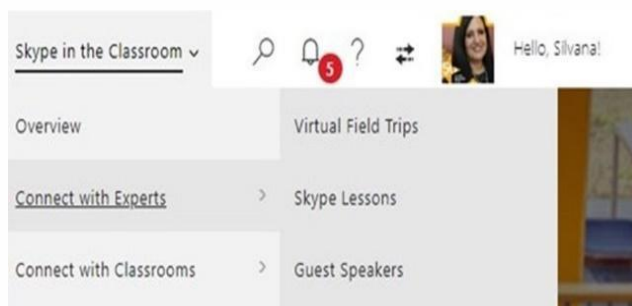 Skype in the Classroom
5
?
Hello, Silvana!
Overview
Virtual Field Trips
Connect with Experts
Skype Lessons
Connect with Classrooms
Guest Speakers